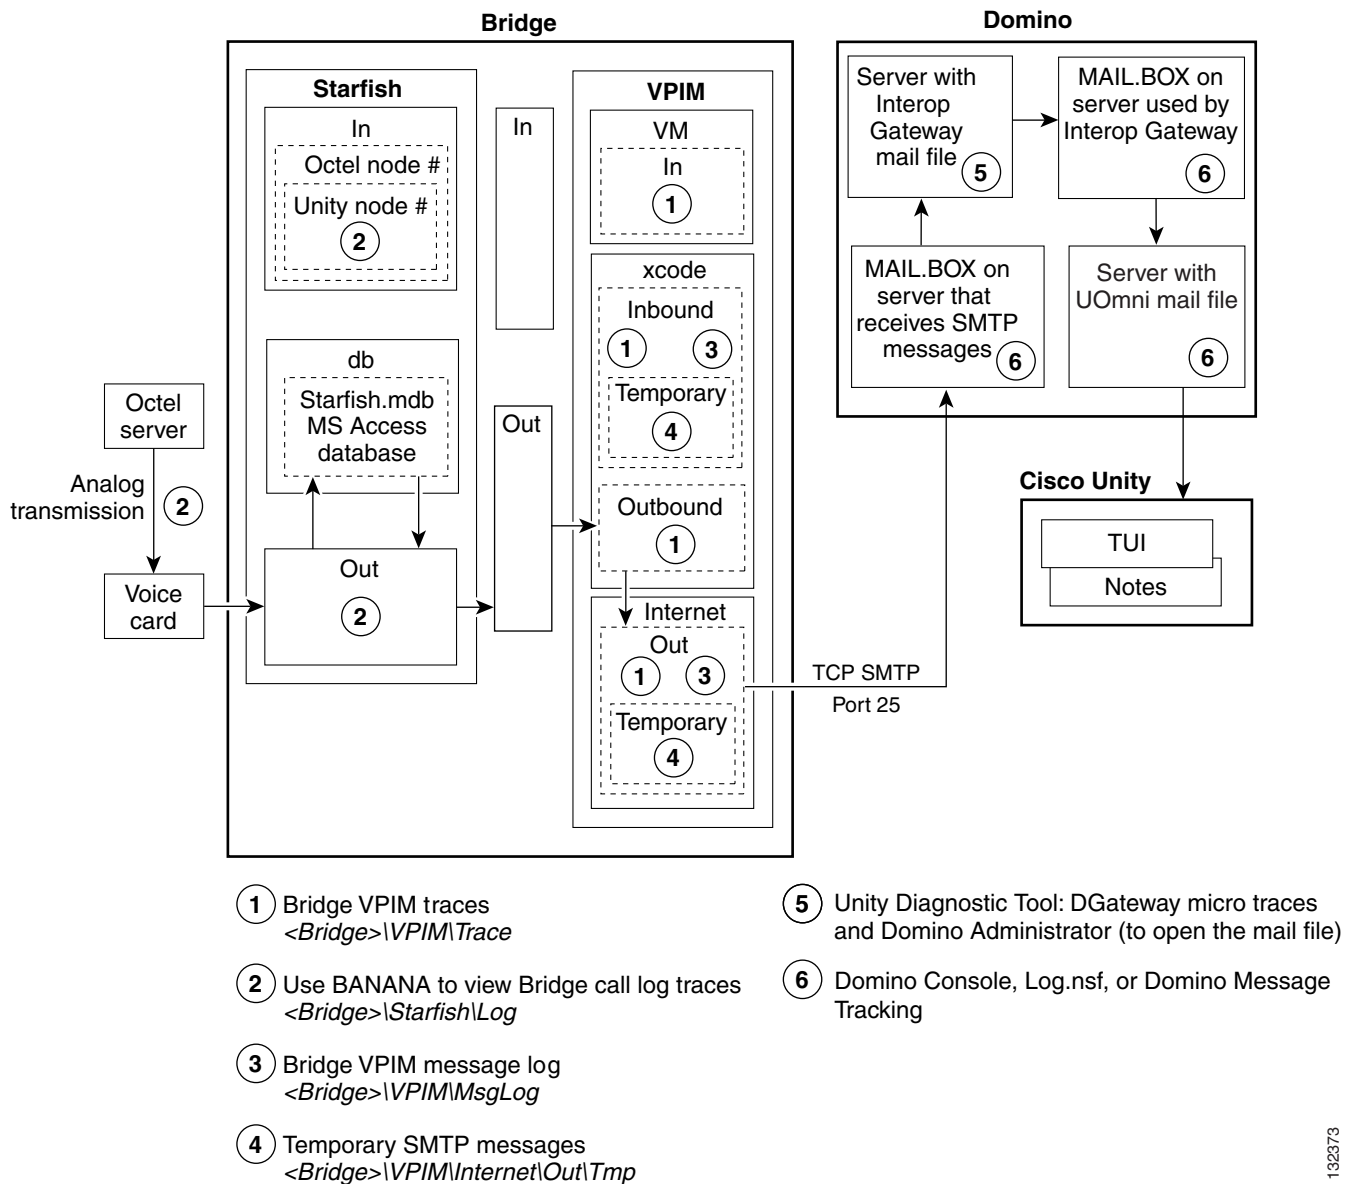 Bridge
Domino
Starfish
In
Octel node #
Unity node #
2
db
Starfish.mdb
MS Access
database
Out
2
Octel
server
Analog
transmission
2
Voice
card
In
Out
VPIM
VM
In
1
xcode
Inbound
1 3
Temporary
4
Outbound
1
Internet
Out
1 3
Temporary
4
TCP SMTP
Port 25
Server with
Interop
Gateway
mail file
5
MAIL.BOX on
server used by
Interop Gateway
6
MAIL.BOX on
server that
receives SMTP
messages
6
Server with
UOmni mail file
6
Cisco Unity
TUI
Notes
1 Bridge VPIM traces
<Bridge>\VPIM\Trace
2 Use BANANA to view Bridge call log traces
<Bridge>\Starfish\Log
3 Bridge VPIM message log
<Bridge>\VPIM\MsgLog
4 Temporary SMTP messages
<Bridge>\VPIM\Internet\Out\Tmp
5 Unity Diagnostic Tool: DGateway micro traces
and Domino Administrator (to open the mail file)
6 Domino Console, Log.nsf, or Domino Message
Tracking
132373